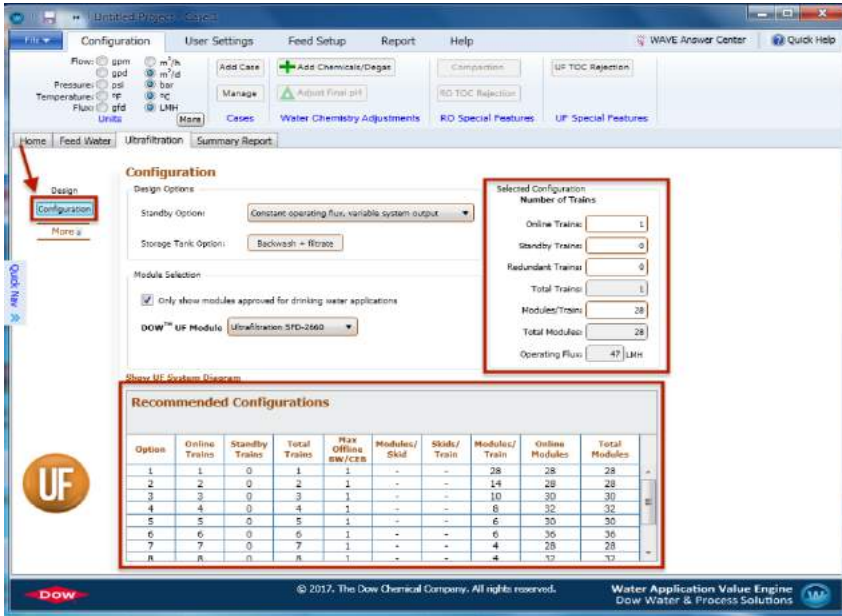 Untitled Project - Case1
File Configuration User Settings Feed Setup Report Help WAVE Answer Center Quick Help
Flow: gpm m³/h
gpd m³/d
Pressure: psi bar
Temperature: °F °C
Flux: gfd LMH
Units More
Add Case
Manage
Cases
Add Chemicals/Degas
Adjust Final pH
Water Chemistry Adjustments
Compaction
RO TOC Rejection
RO Special Features
UF TOC Rejection
UF Special Features
Home Feed Water Ultrafiltration Summary Report
Design
Configuration
More
Quick Nav
Configuration
Design Options
Standby Option: Constant operating flux, variable system output
Storage Tank Option: Backwash + filtrate
Module Selection
Only show modules approved for drinking water applications
DOW™ UF Module Ultrafiltration SFD-2660
Selected Configuration
Number of Trains
Online Trains: 1
Standby Trains: 0
Redundant Trains: 0
Total Trains: 1
Modules/Train: 28
Total Modules: 28
Operating Flux: 47 LMH
Show UF System Diagram
Recommended Configurations
Option Online Trains Standby Trains Total Trains Max Offline BW/CEB Modules/Skid Skids/Train Modules/Train Online Modules Total Modules
1 1 0 1 1 - - 28 28 28
2 2 0 2 1 - - 14 28 28
3 3 0 3 1 - - 10 30 30
4 4 0 4 1 - - 8 32 32
5 5 0 5 1 - - 6 30 30
6 6 0 6 1 - - 6 36 36
7 7 0 7 1 - - 4 28 28
8 8 0 8 1 - - 4 32 32
UF
DOW
© 2017. The Dow Chemical Company. All rights reserved.
Water Application Value Engine
Dow Water & Process Solutions
W